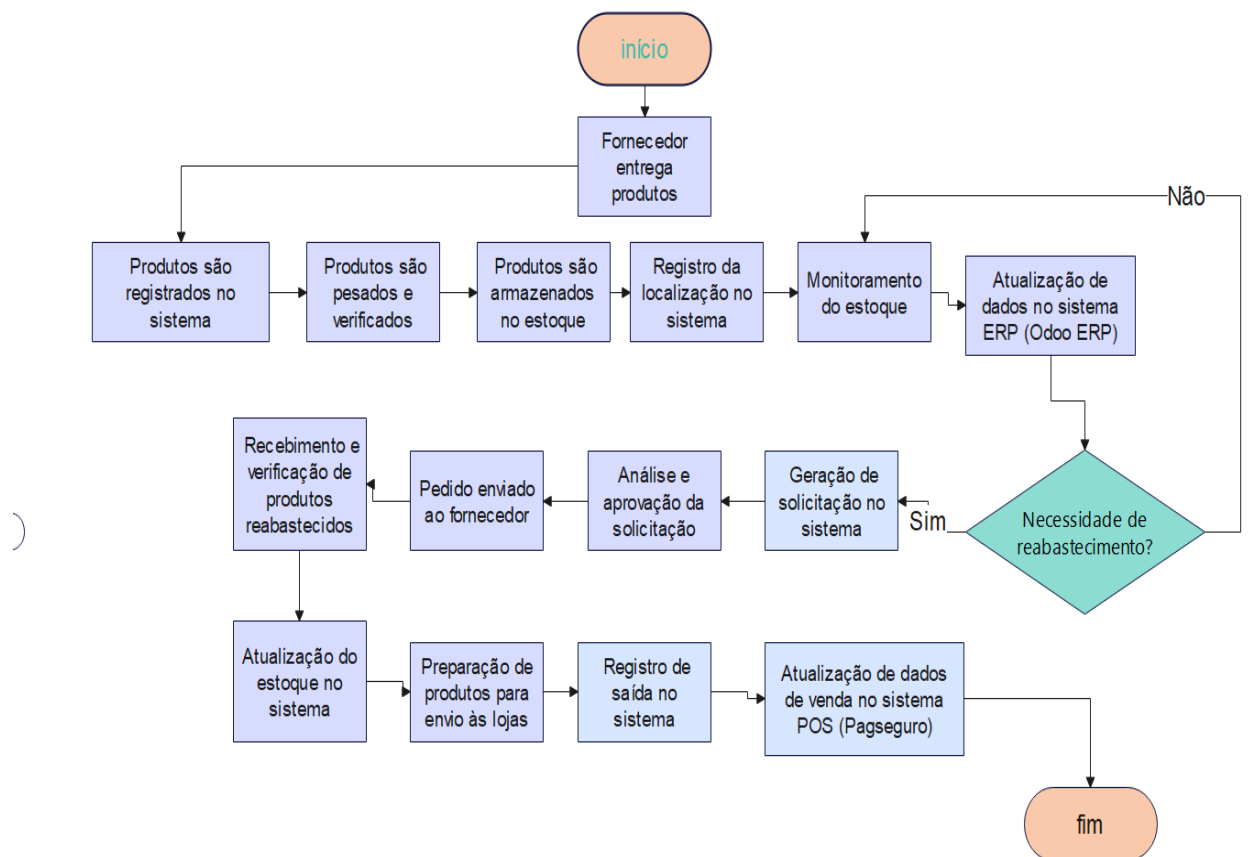 início
Fornecedor
entrega
produtos
Não
Produtos são
registrados no
sistema
Produtos são
pesados e
verificados
Produtos são
armazenados
no estoque
Registro da
localização no
sistema
Monitoramento
do estoque
Atualização de
dados no sistema
ERP (Odoo ERP)
Necessidade de
reabastecimento?
Sim
Geração de
solicitação no
sistema
Análise e
aprovação da
solicitação
Pedido enviado
ao fornecedor
Recebimento e
verificação de
produtos
reabastecidos
Atualização do
estoque no
sistema
Preparação de
produtos para
envio às lojas
Registro de
saída no
sistema
Atualização de dados
de venda no sistema
POS (Pagseguro)
fim